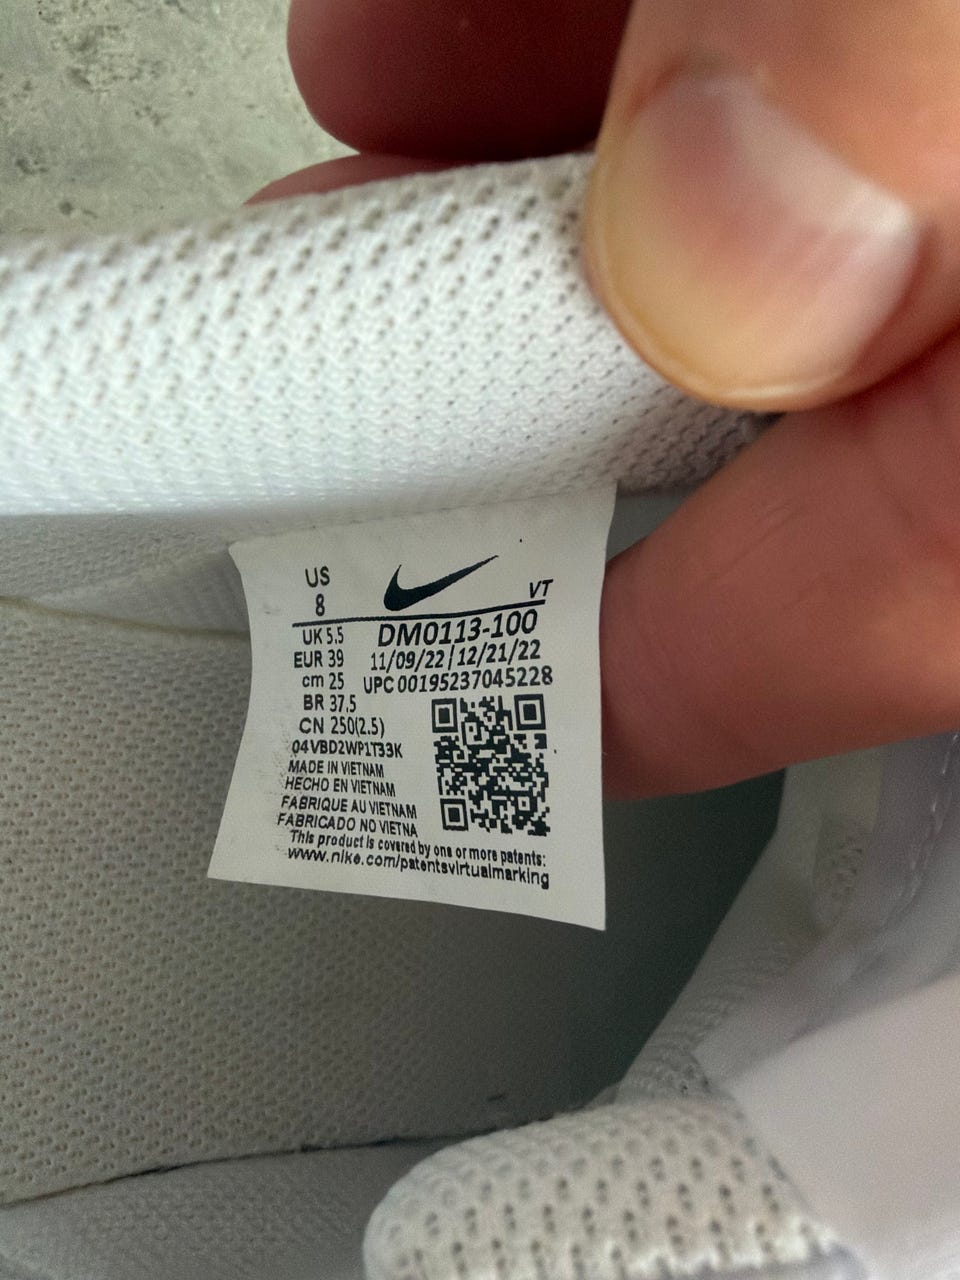 US
8
VT
UK 5.5
EUR 39
cm 25
BR 37.5
CN 250(2.5)
DM0113-100
11/09/22 | 12/21/22
UPC 00195237045228
04VBD2WP1T33K
MADE IN VIETNAM
HECHO EN VIETNAM
FABRIQUE AU VIETNAM
FABRICADO NO VIETNA
This product is covered by one or more patents:
www.nike.com/patentsvirtualmarking